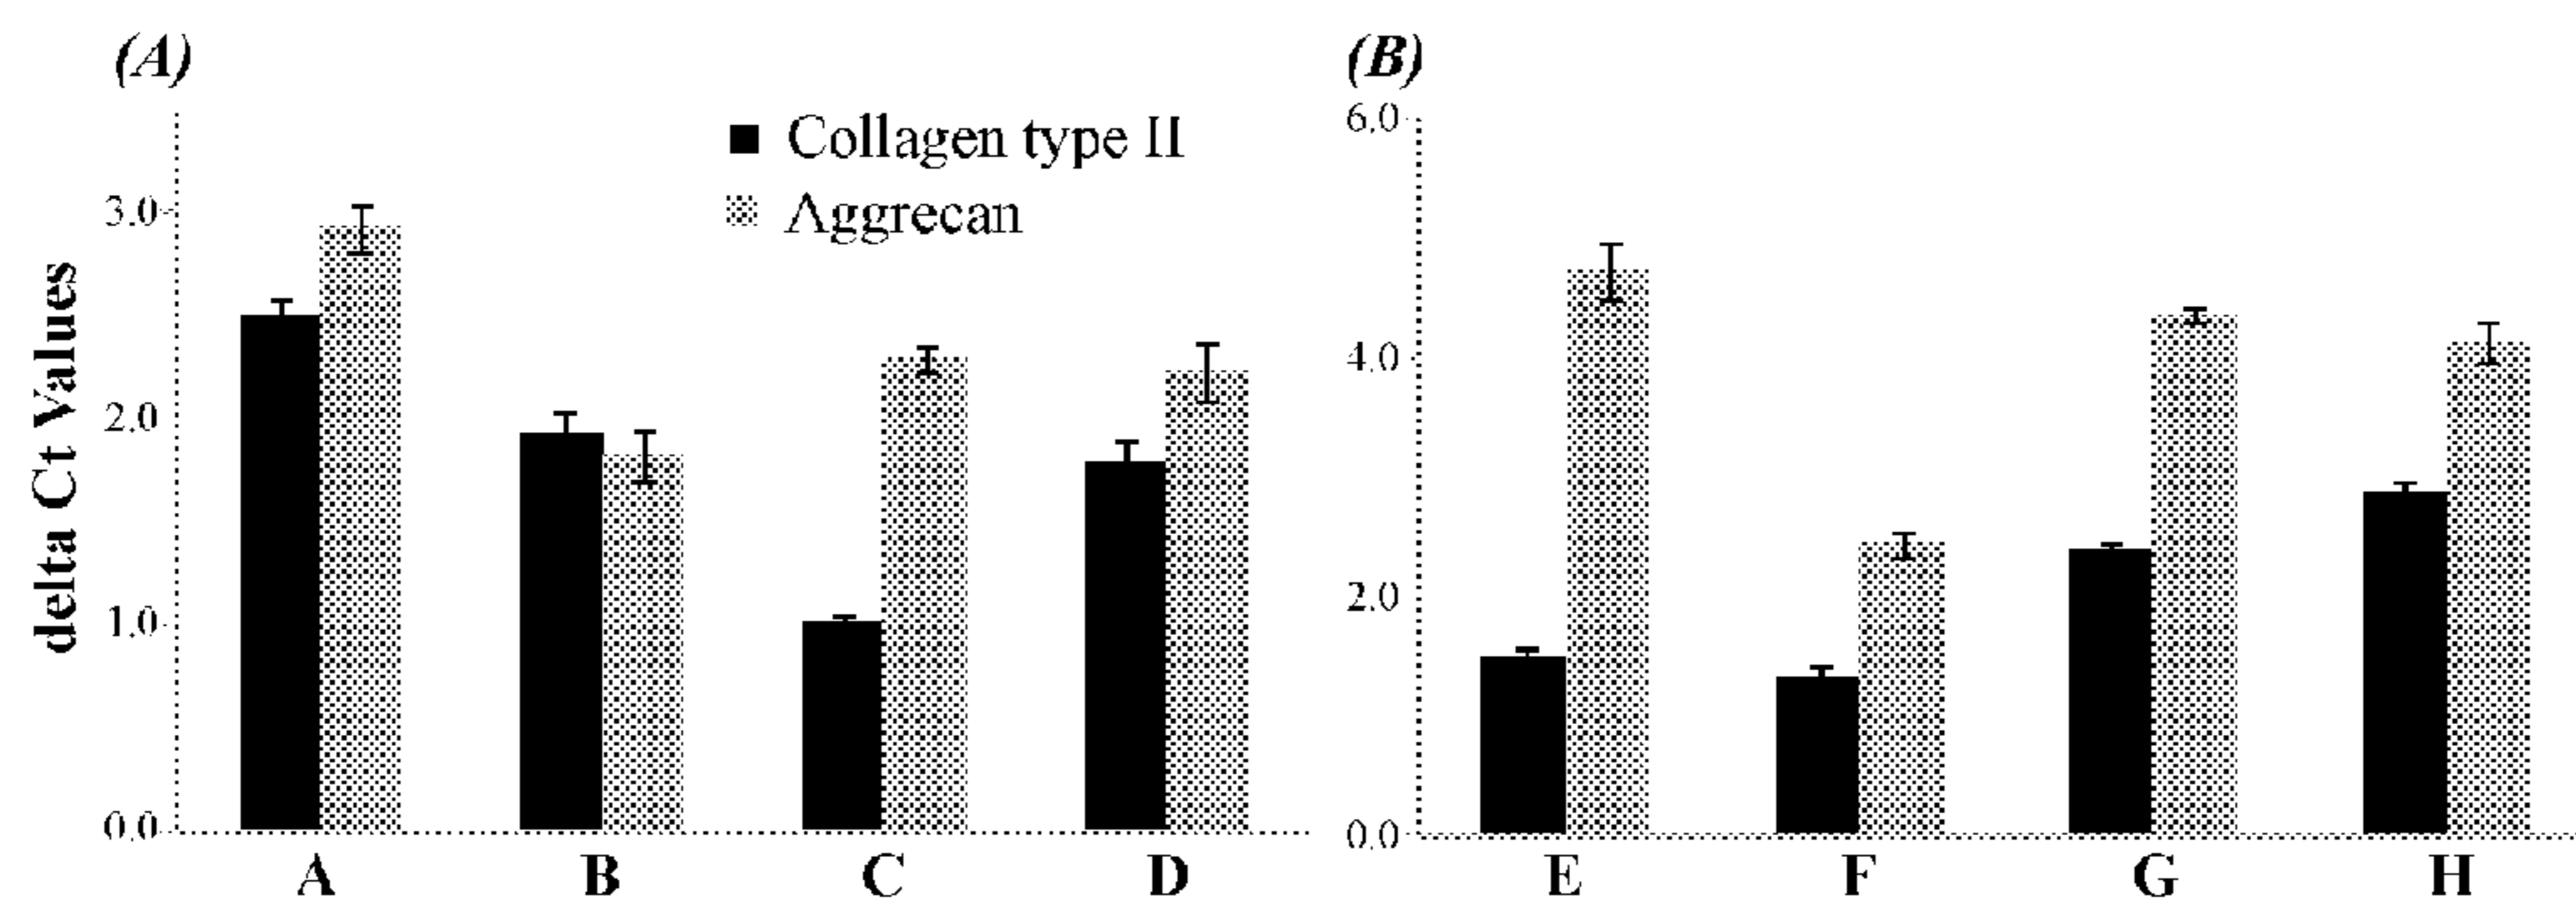 (A)
Collagen type II
Aggrecan
delta Ct Values
3.0
2.0
1.0
0.0
A B C D
(B)
6.0
4.0
2.0
0.0
E F G H